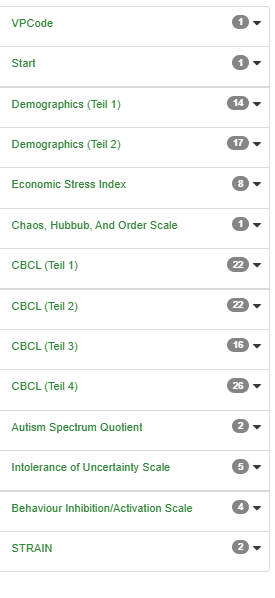 VPCode 1
Start 1
Demographics (Teil 1) 14
Demographics (Teil 2) 17
Economic Stress Index 8
Chaos, Hubbub, And Order Scale 1
CBCL (Teil 1) 22
CBCL (Teil 2) 22
CBCL (Teil 3) 16
CBCL (Teil 4) 26
Autism Spectrum Quotient 2
Intolerance of Uncertainty Scale 5
Behaviour Inhibition/Activation Scale 4
STRAIN 2